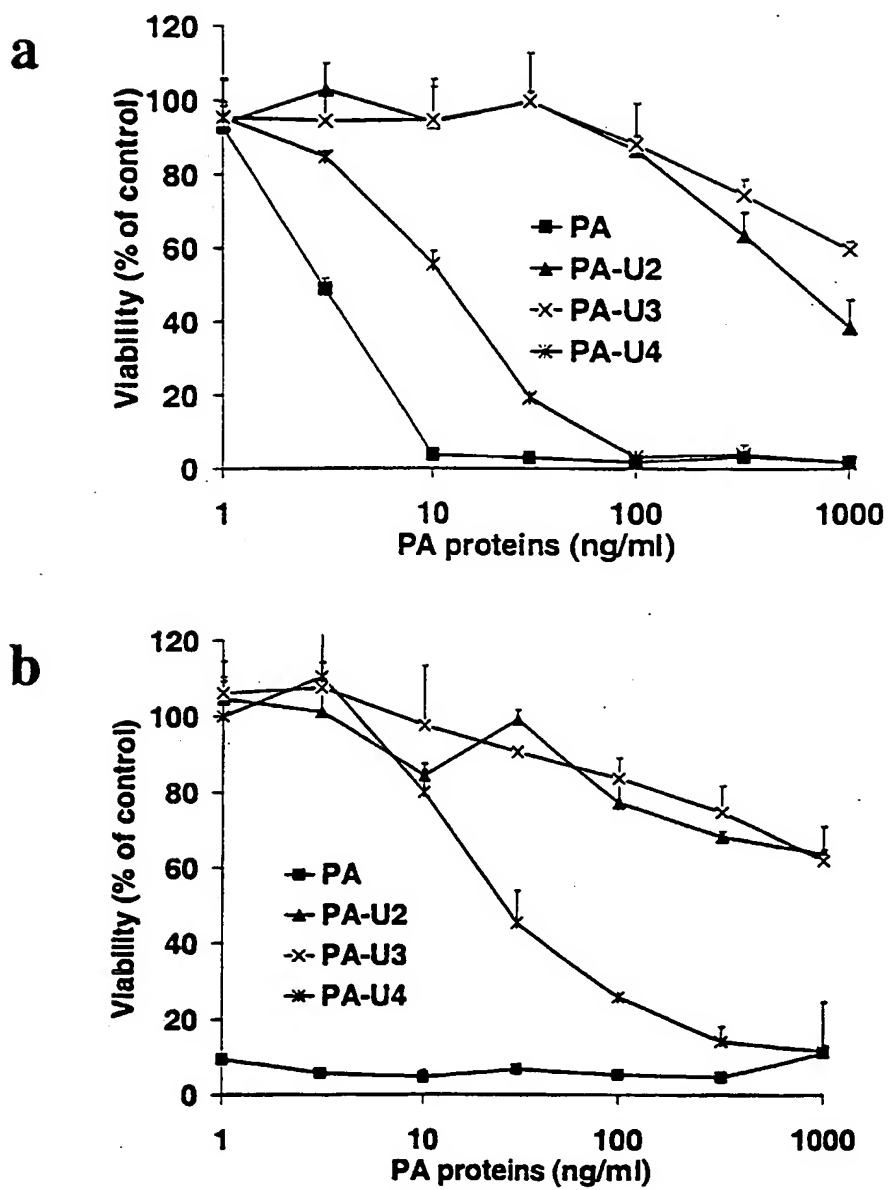 a
Viability (% of control)
120
100
80
60
40
20
0
PA
PA-U2
PA-U3
PA-U4
1 10 100 1000
PA proteins (ng/ml)
b
Viability (% of control)
120
100
80
60
40
20
0
PA
PA-U2
PA-U3
PA-U4
1 10 100 1000
PA proteins (ng/ml)